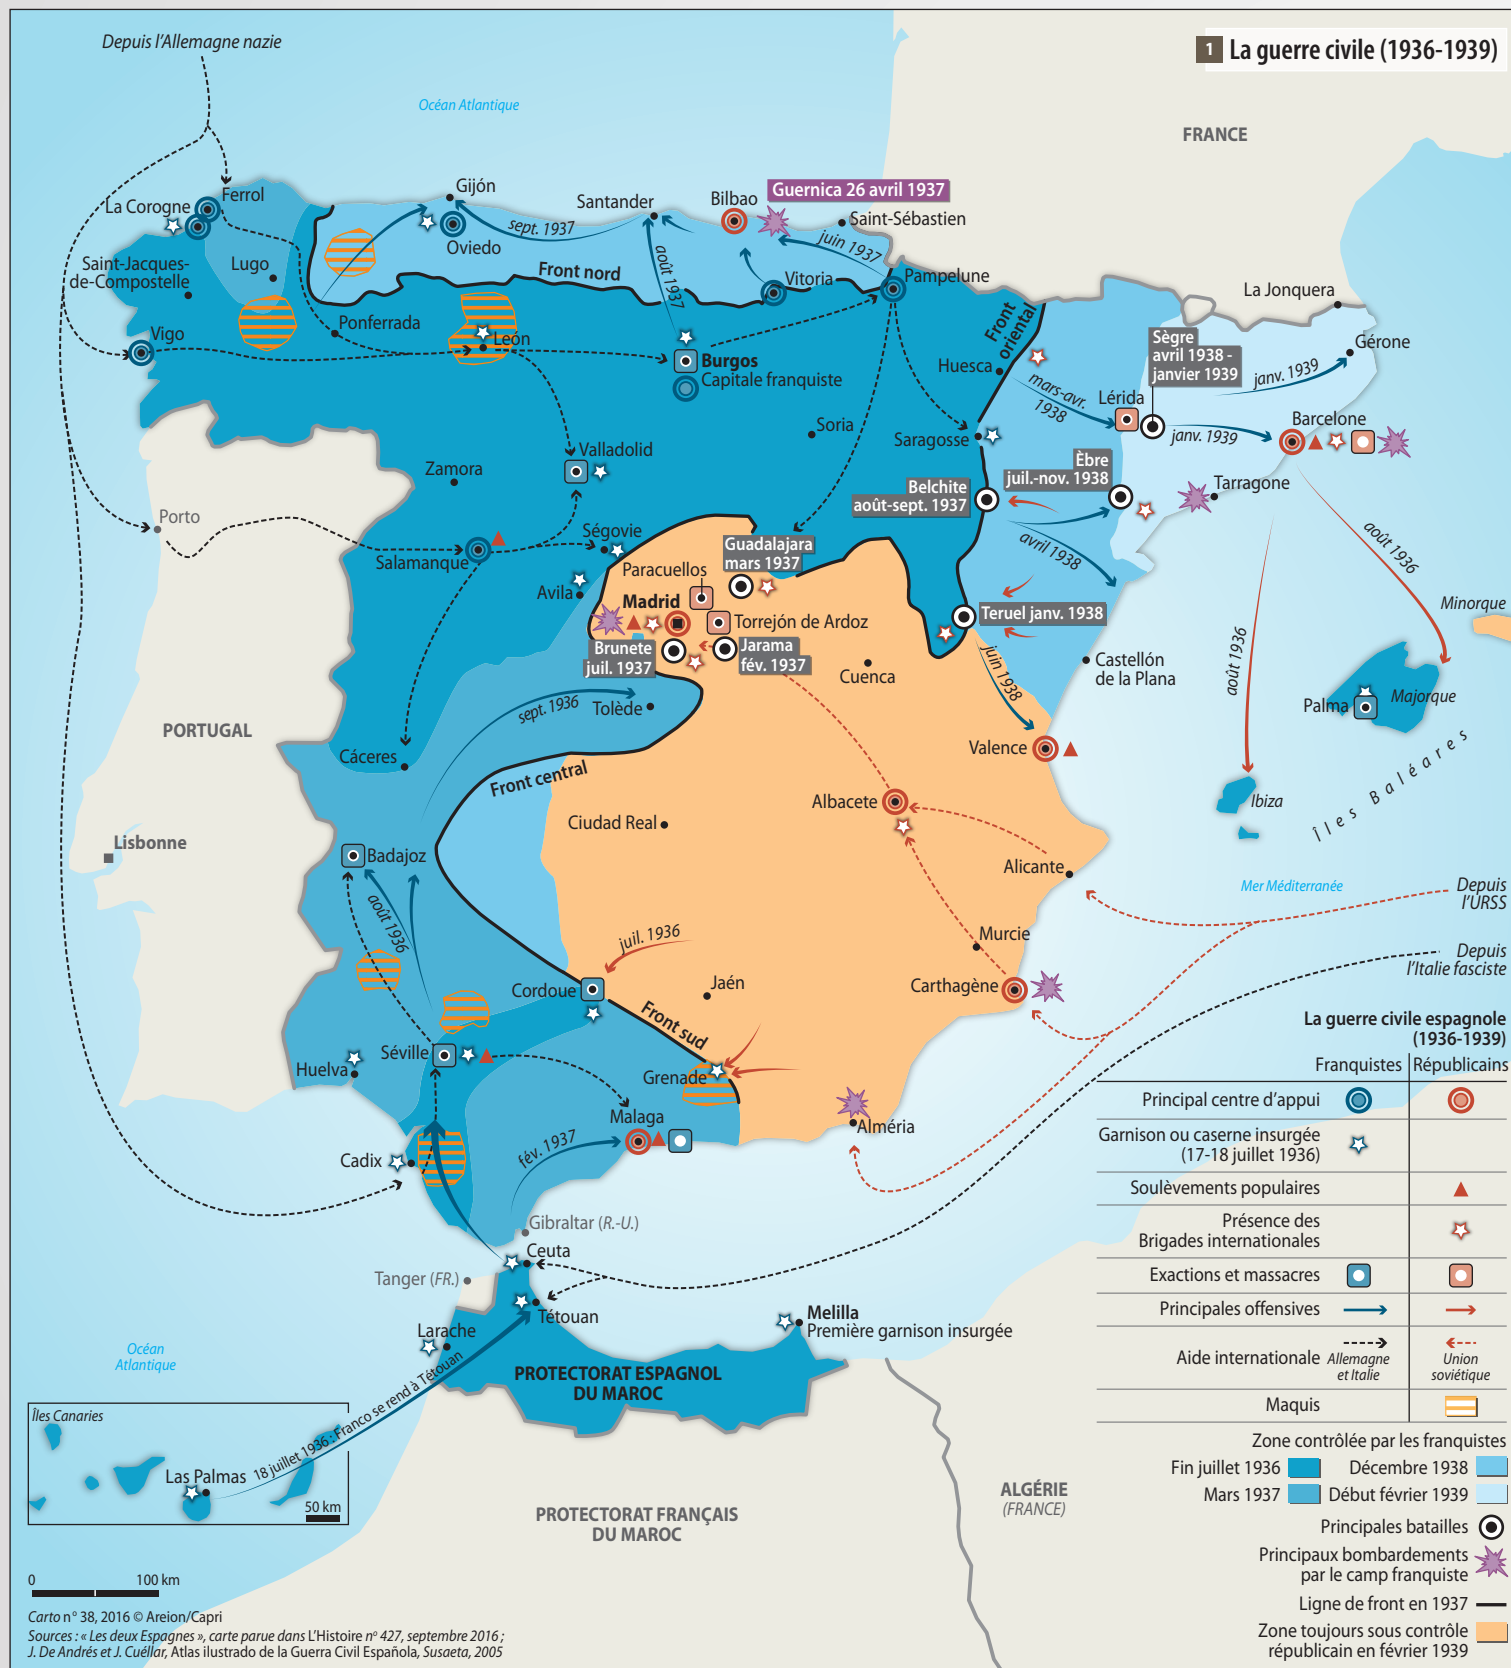 1 La guerre civile (1936-1939)
Depuis l'Allemagne nazie
Océan Atlantique
FRANCE
Ferrol
La Corogne
Gijón
Santander
Bilbao
Guernica 26 avril 1937
Saint-Sébastien
Oviedo
sept. 1937
août 1937
juin 1937
Saint-Jacques-
de-Compostelle
Lugo
Front nord
Vitoria
Pampelune
La Jonquera
Vigo
Ponferrada
León
Burgos
Capitale franquiste
Front
oriental
Huesca
Sègre
avril 1938 -
janvier 1939
Gérone
janv. 1939
mars-avr.
1938
Lérida
janv. 1939
Barcelone
Soria
Saragosse
Valladolid
Zamora
Èbre
juil.-nov. 1938
Belchite
août-sept. 1937
Tarragone
Porto
Ségovie
Salamanque
Guadalajara
mars 1937
avril 1938
août 1936
Paracuellos
Avila
Madrid
Torrejón de Ardoz
Teruel janv. 1938
Minorque
Brunete
juil. 1937
Jarama
fév. 1937
Cuenca
juin 1938
Castellón
de la Plana
août 1936
Majorque
Palma
PORTUGAL
sept. 1936
Tolède
Cáceres
Front central
Valence
Îles Baléares
Ibiza
Albacete
Ciudad Real
Lisbonne
Badajoz
Alicante
Mer Méditerranée
Depuis
l'URSS
août 1936
juil. 1936
Murcie
Depuis
l'Italie fasciste
Cordoue
Jaén
Carthagène
Front sud
Séville
Huelva
Grenade
Malaga
Alméria
Cadix
fév. 1937
Gibraltar (R.-U.)
Ceuta
Tanger (FR.)
Tétouan
Larache
Melilla
Première garnison insurgée
PROTECTORAT ESPAGNOL
DU MAROC
Océan
Atlantique
18 juillet 1936 : Franco se rend à Tétouan
Îles Canaries
Las Palmas
50 km
PROTECTORAT FRANÇAIS
DU MAROC
ALGÉRIE
(FRANCE)
0 100 km
Carto n° 38, 2016 © Areion/Capri
Sources : « Les deux Espagnes », carte parue dans L'Histoire nº 427, septembre 2016 ;
J. De Andrés et J. Cuéllar, Atlas ilustrado de la Guerra Civil Española, Susaeta, 2005
La guerre civile espagnole
(1936-1939)
Franquistes Républicains
Principal centre d'appui
Garnison ou caserne insurgée
(17-18 juillet 1936)
Soulèvements populaires
Présence des
Brigades internationales
Exactions et massacres
Principales offensives
Aide internationale Allemagne
et Italie
Union
soviétique
Maquis
Zone contrôlée par les franquistes
Fin juillet 1936 Décembre 1938
Mars 1937 Début février 1939
Principales batailles
Principaux bombardements
par le camp franquiste
Ligne de front en 1937
Zone toujours sous contrôle
républicain en février 1939